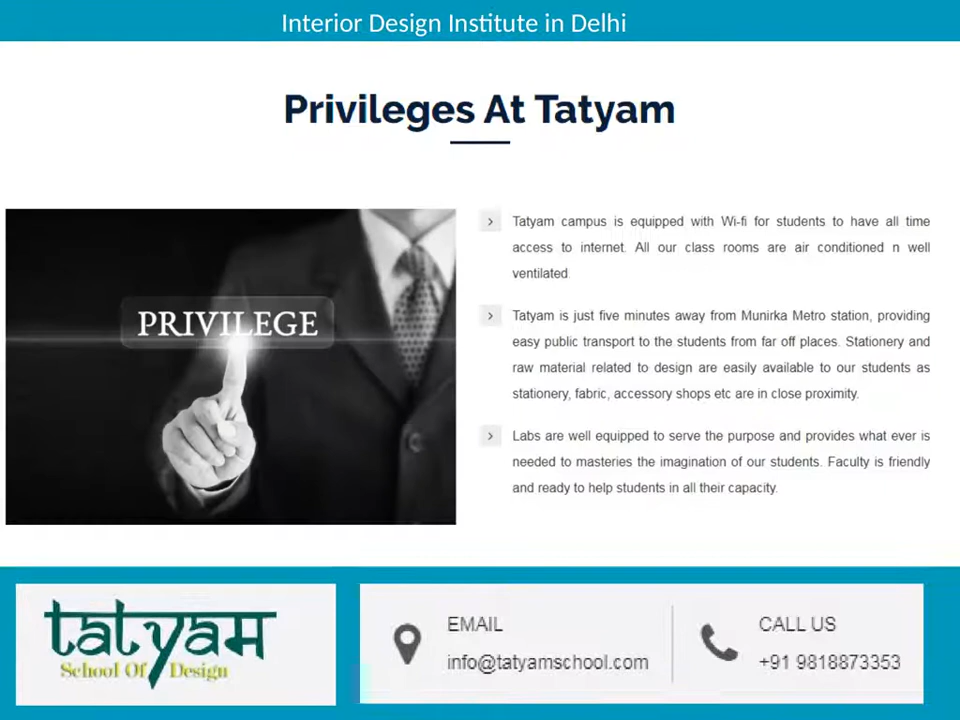 Interior Design Institute in Delhi
Privileges At Tatyam
PRIVILEGE
Tatyam campus is equipped with Wi-fi for students to have all time
access to internet. All our class rooms are air conditioned n well
ventilated
Tatyam is just five minutes away from Munirka Metro station, providing
easy public transport to the students from far off places. Stationery and
raw material related to design are easily available to our students as
stationery, fabric, accessory shops etc are in close proximity.
Labs are well equipped to serve the purpose and provides what ever is
needed to masteries the imagination of our students. Faculty is friendly
and ready to help students in all their capacity.
tatyam
School Of Design
EMAIL
info@tatyamschool.com
CALL US
+91 9818873353